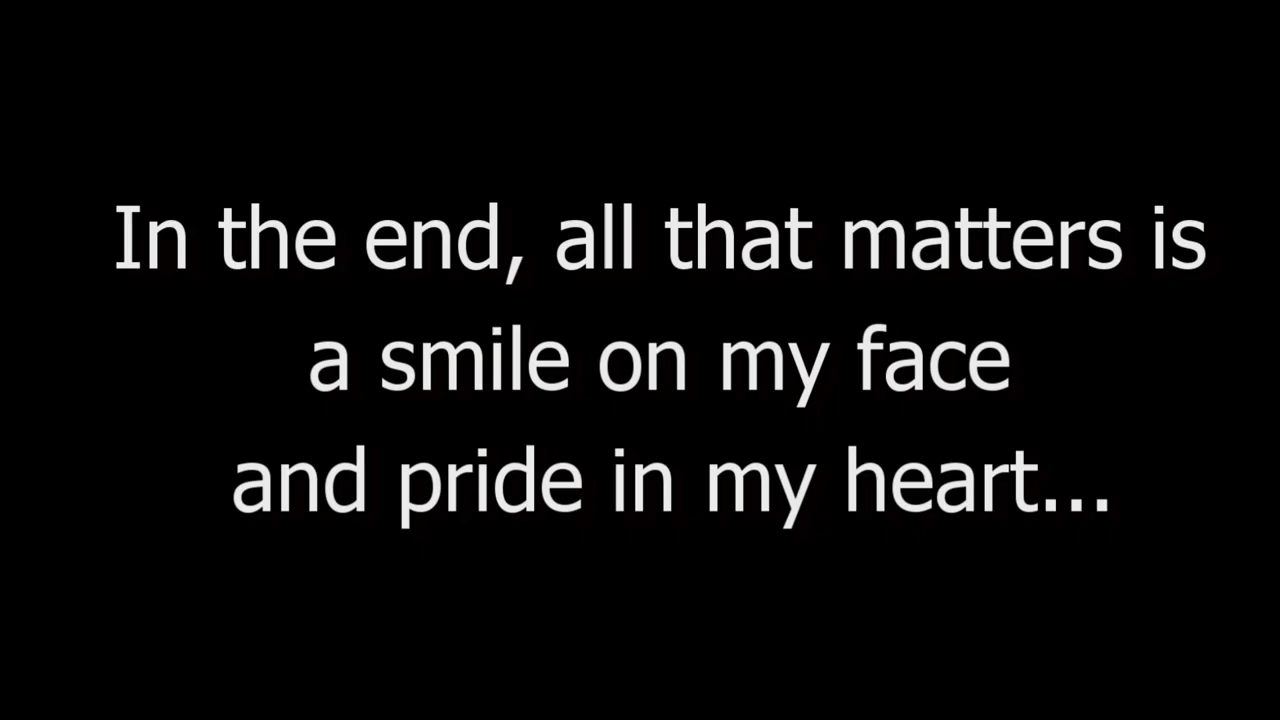 In the end, all that matters is
a smile on my face
and pride in my heart...